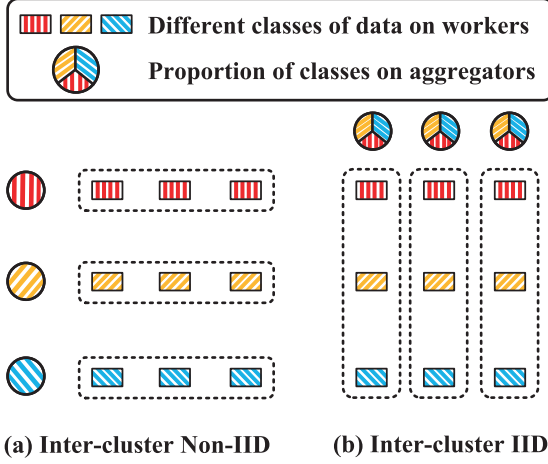 Different classes of data on workers
Proportion of classes on aggregators
(a) Inter-cluster Non-IID
(b) Inter-cluster IID